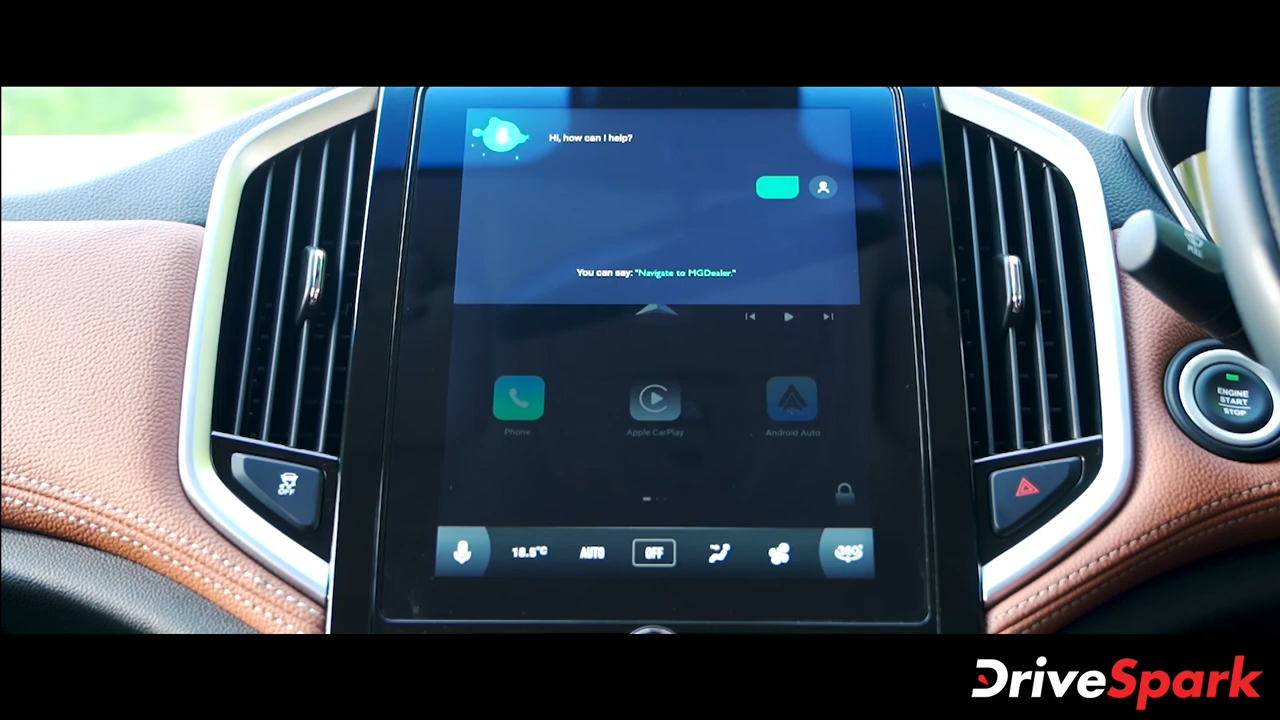 Hi, how can I help?
You can say: "Navigate to MGDealer."
Phone
Apple CarPlay
Android Auto
OFF
18.5°C
AUTO
OFF
360°
ENGINE
START
STOP
DriveSpark